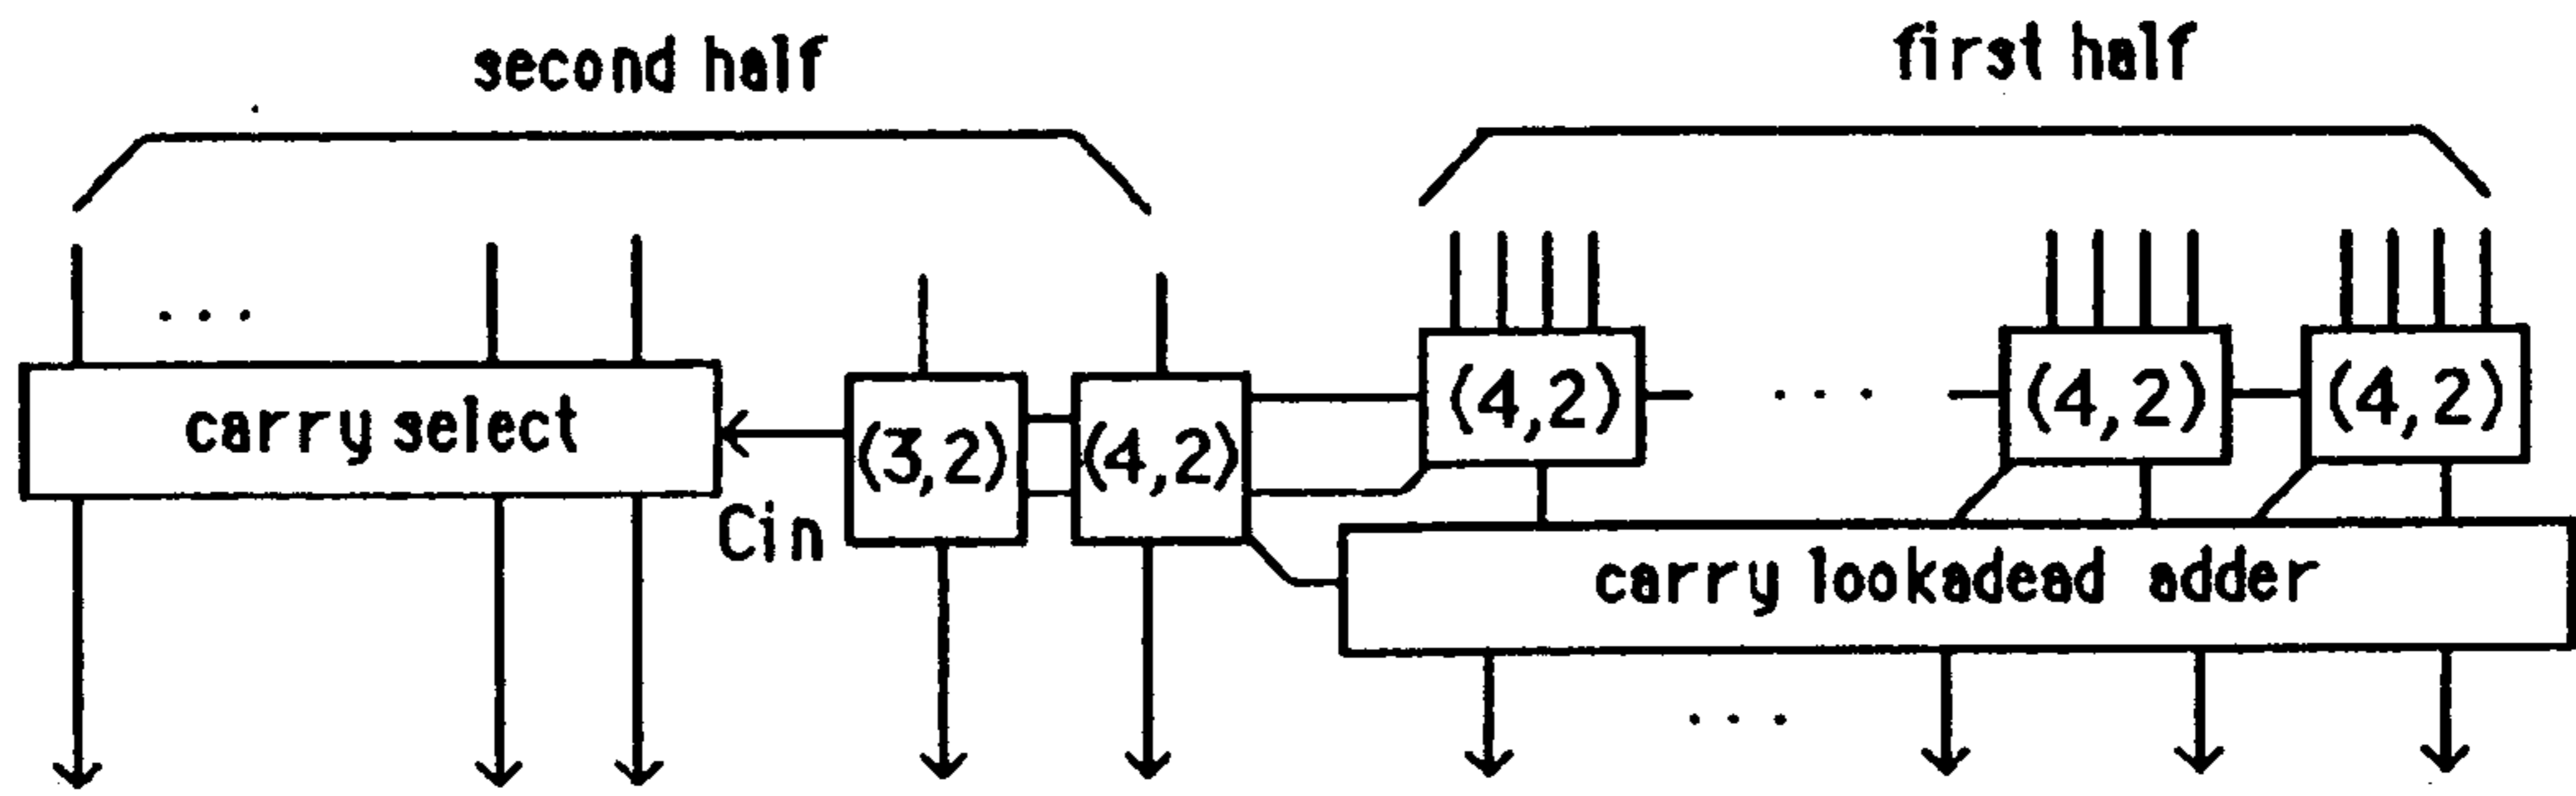 second half
first half
carry select
Cin
(3,2)
(4,2)
(4,2)
. . .
(4,2)
(4,2)
carry lookadead adder
. . .